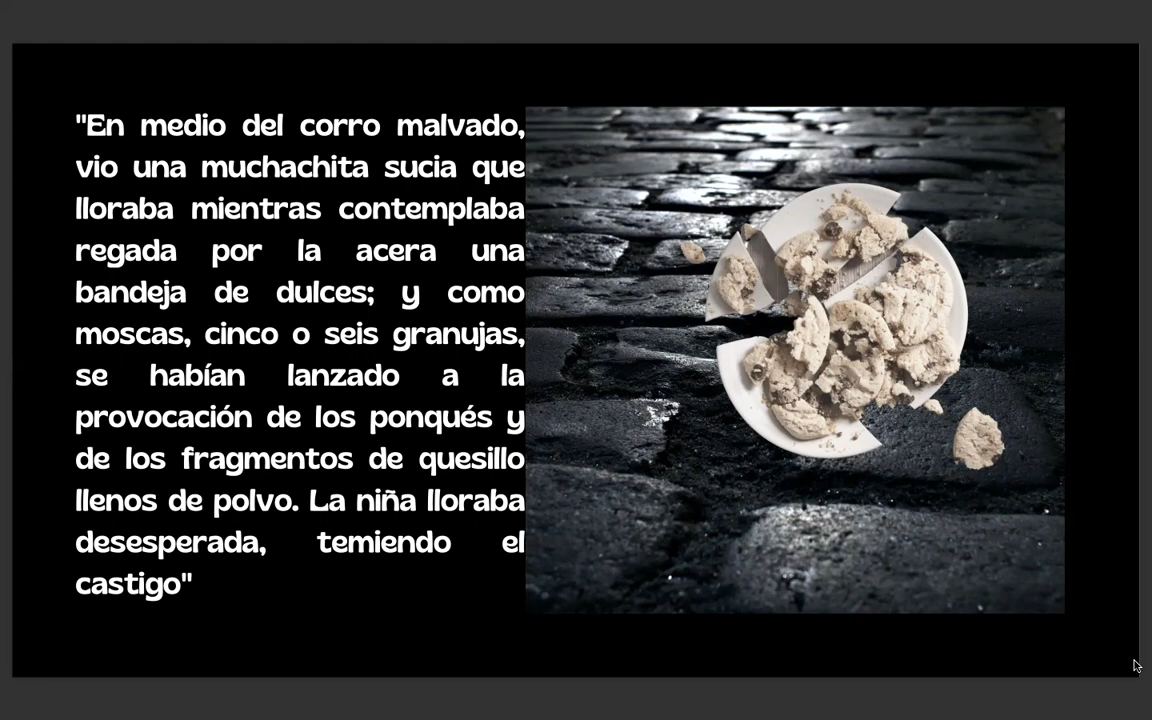 "En medio del corro malvado,
vio una muchachita sucia que
lloraba mientras contemplaba
regada por la acera una
bandeja de dulces; y como
moscas, cinco o seis granujas,
se habían lanzado a la
provocación de los ponqués y
de los fragmentos de quesillo
llenos de polvo. La niña lloraba
desesperada, temiendo el
castigo"